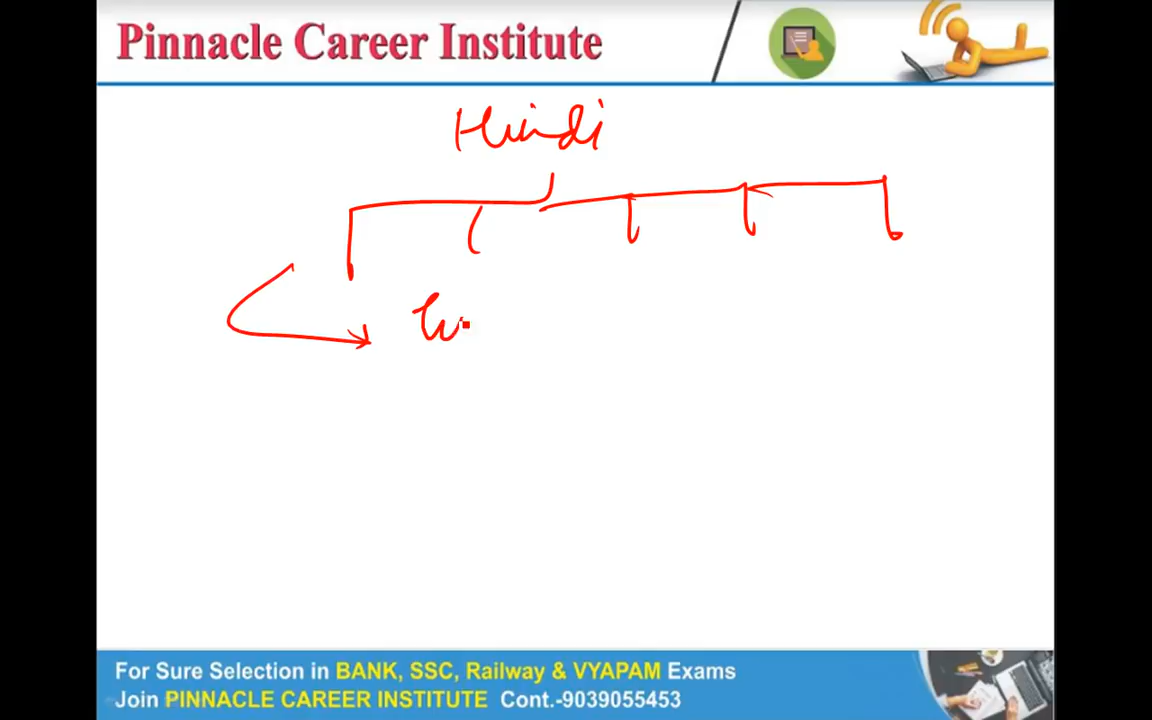 Pinnacle Career Institute
Hindi
For Sure Selection in BANK, SSC, Railway & VYAPAM Exams
Join PINNACLE CAREER INSTITUTE Cont.-9039055453